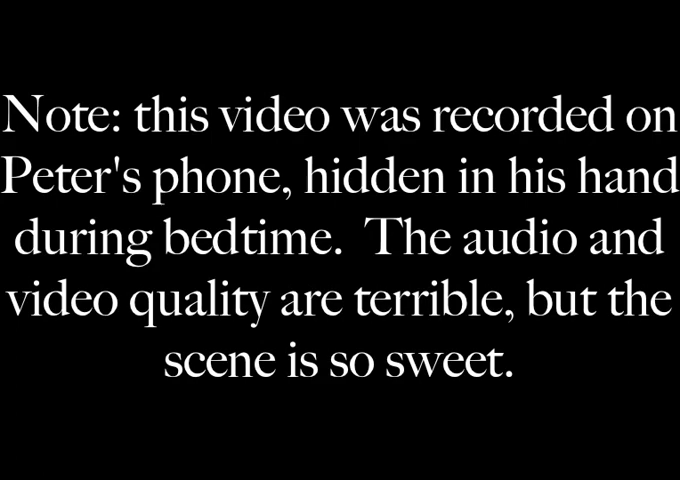 Note: this video was recorded on
Peter's phone, hidden in his hand
during bedtime.  The audio and
video quality are terrible, but the
scene is so sweet.